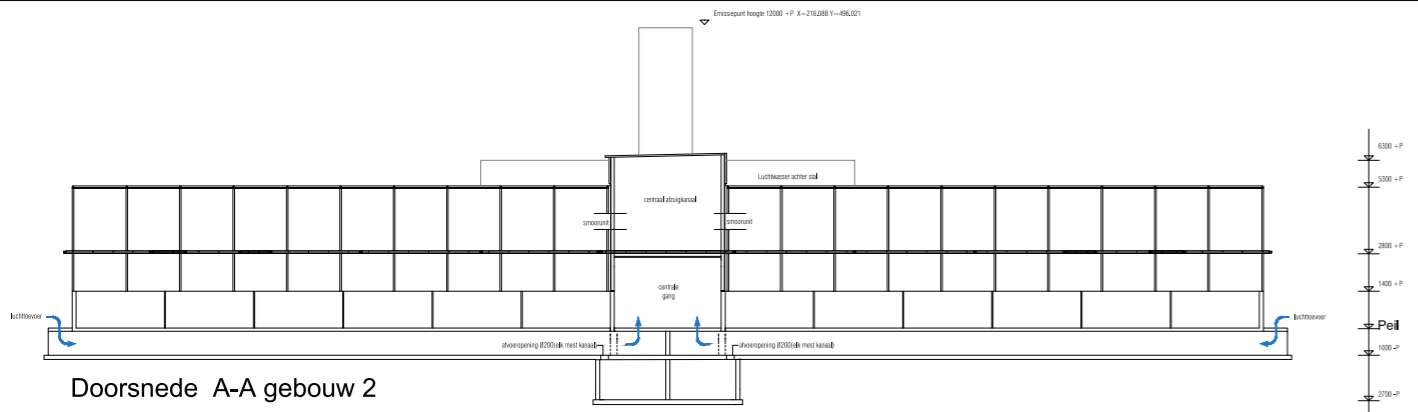 Emissiepunt hoogte 12000 +P X=216.088 Y=496.021
6300 +P
Luchtwasser achter stal
5300 +P
centraal afzuigkanaal
smoorunit
smoorunit
2800 +P
centrale
gang
1400 +P
luchttoevoer
luchttoevoer
Peil
afvoeropening Ø200(elk mest kanaal)
afvoeropening Ø200(elk mest kanaal)
1000 -P
Doorsnede A-A gebouw 2
2700 -P